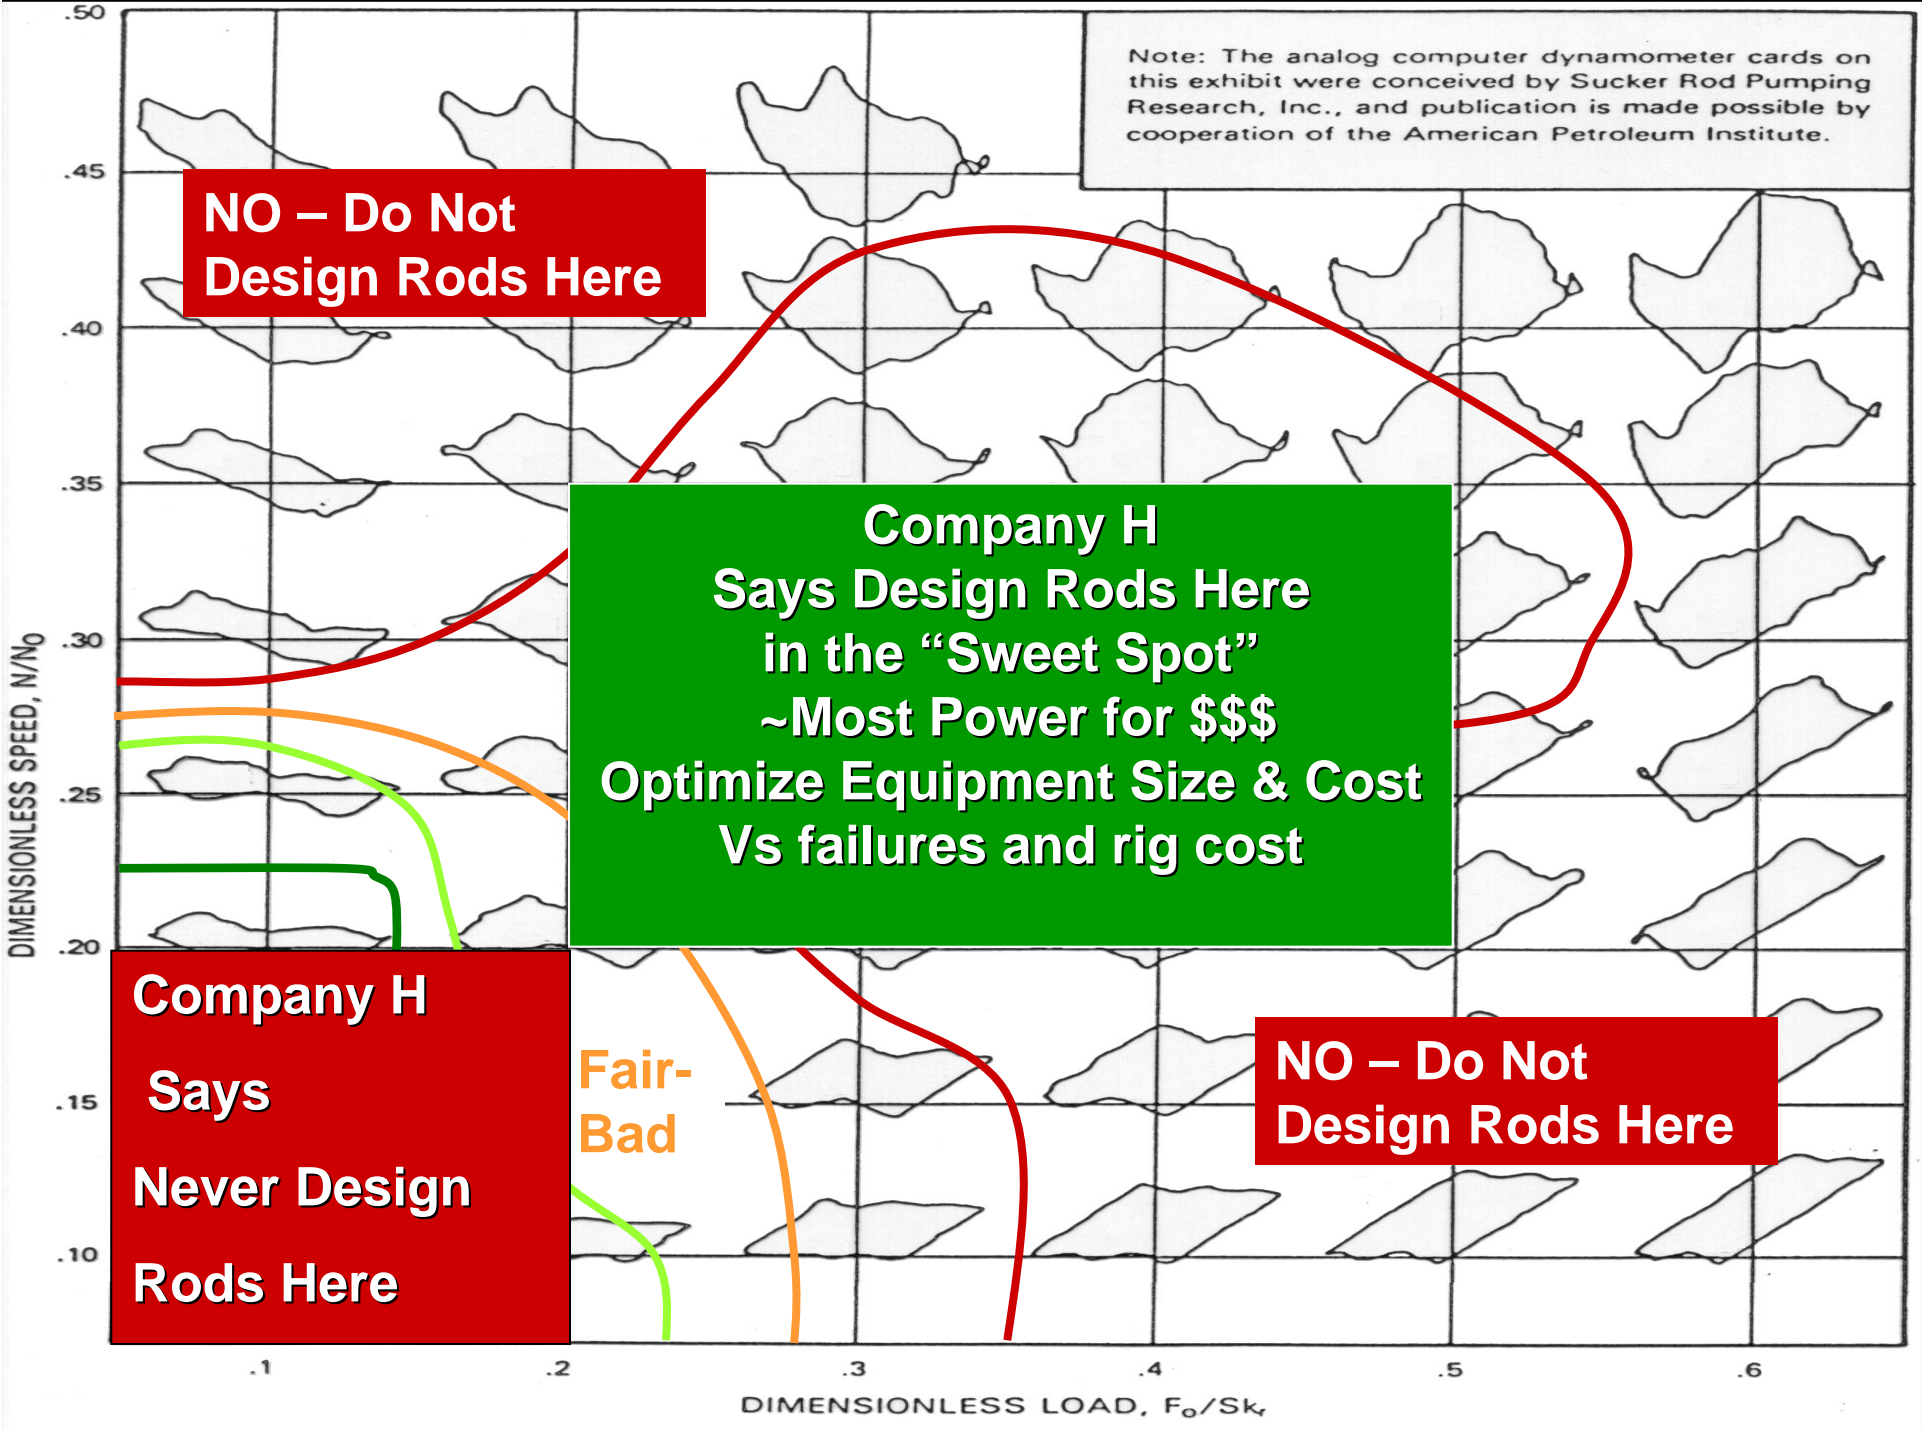 .50
Note: The analog computer dynamometer cards on
this exhibit were conceived by Sucker Rod Pumping
Research, Inc., and publication is made possible by
cooperation of the American Petroleum Institute.
.45
NO – Do Not
Design Rods Here
.40
.35
Company H
Says Design Rods Here
in the “Sweet Spot”
~Most Power for $$$
Optimize Equipment Size & Cost
Vs failures and rig cost
.30
.25
.20
DIMENSIONLESS SPEED, N/N₀
Company H
Says
Never Design
Rods Here
Fair-
Bad
NO – Do Not
Design Rods Here
.15
.10
.1 .2 .3 .4 .5 .6
DIMENSIONLESS LOAD, Fₒ/Skᵣ